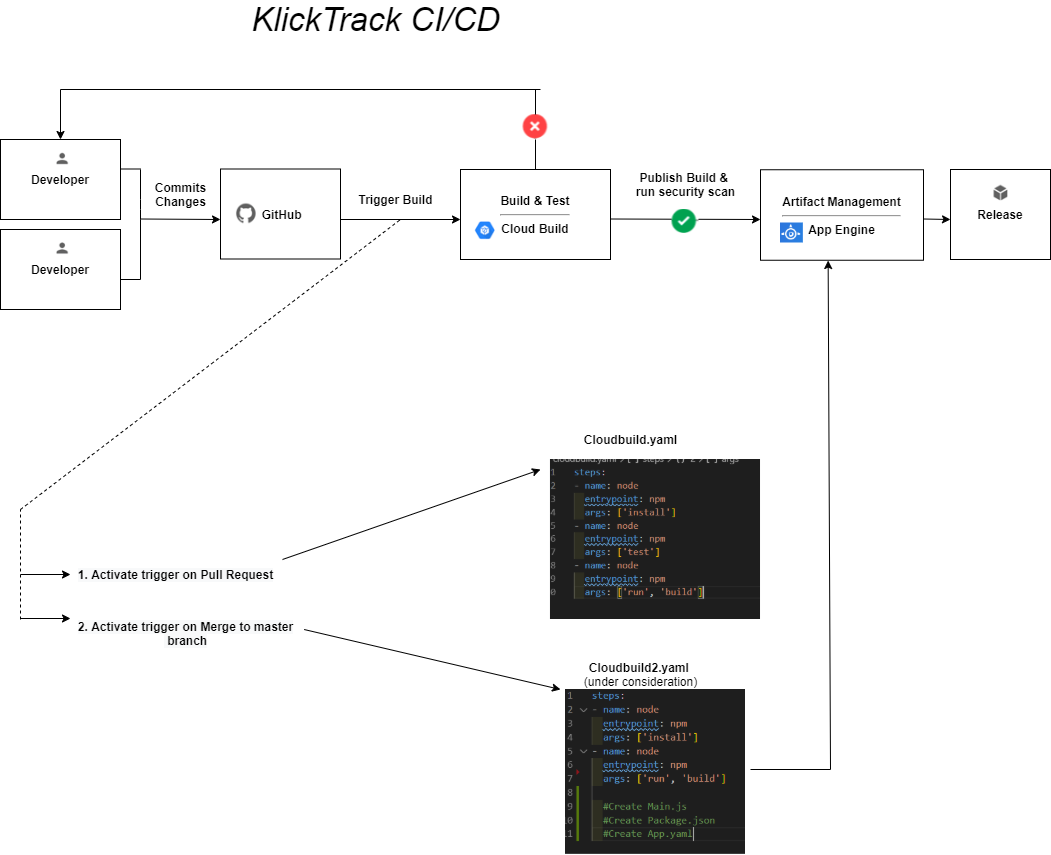 KlickTrack CI/CD
Developer
Developer
Commits
Changes
GitHub
Trigger Build
Build & Test
Cloud Build
Publish Build &
run security scan
Artifact Management
App Engine
Release
1. Activate trigger on Pull Request
2. Activate trigger on Merge to master
branch
Cloudbuild.yaml
cloudbuild.yaml > [ ] steps > {} 2 > [ ] args
1 steps:
2 - name: node
3 entrypoint: npm
4 args: ['install']
5 - name: node
6 entrypoint: npm
7 args: ['test']
8 - name: node
9 entrypoint: npm
0 args: ['run', 'build']
Cloudbuild2.yaml
(under consideration)
1 steps:
2 - name: node
3 entrypoint: npm
4 args: ['install']
5 - name: node
6 entrypoint: npm
7 args: ['run', 'build']
8
9 #Create Main.js
10 #Create Package.json
11 #Create App.yaml